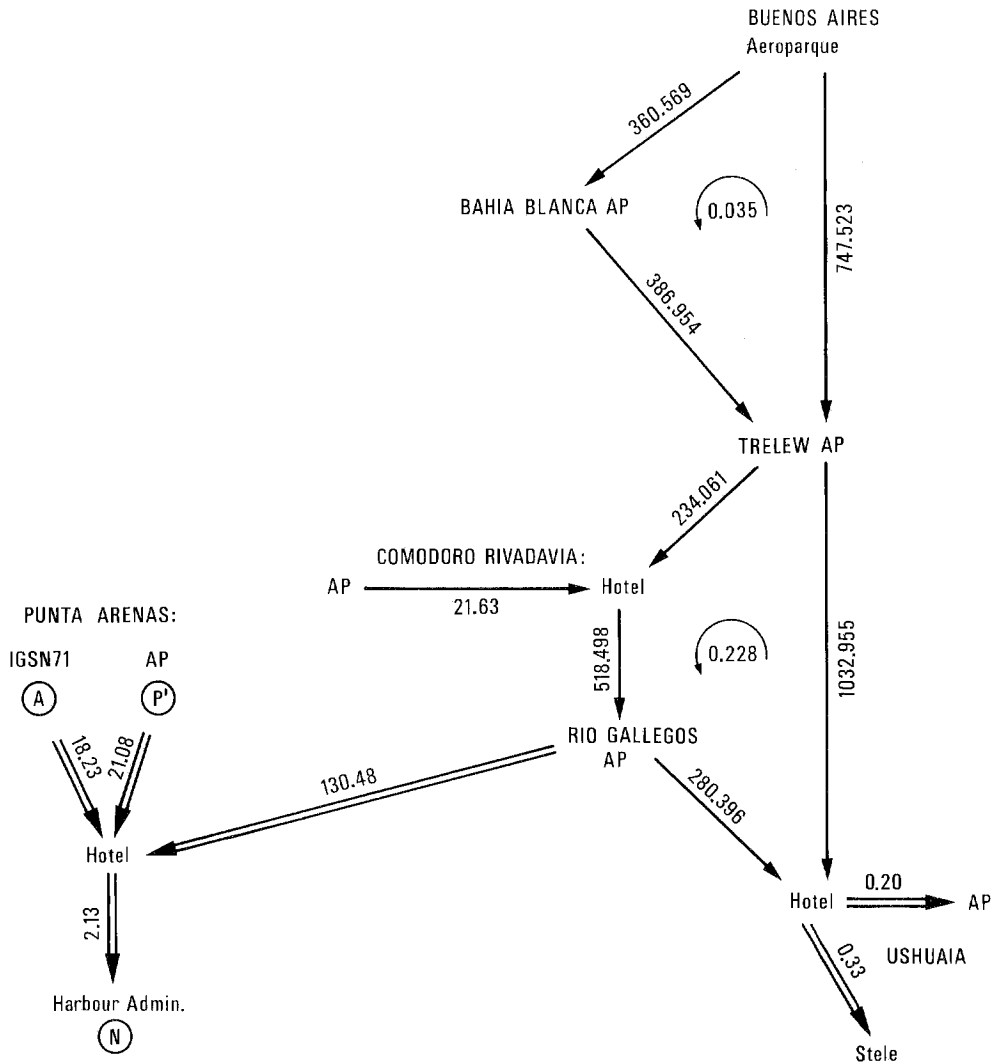 BUENOS AIRES
Aeroparque
360.569
BAHIA BLANCA AP
0.035
747.523
386.954
TRELEW AP
234.061
COMODORO RIVADAVIA:
AP
Hotel
21.63
PUNTA ARENAS:
IGSN71
AP
A
P'
518.498
0.228
1032.955
18.23
21.08
RIO GALLEGOS
AP
130.48
280.396
Hotel
Hotel
0.20
AP
2.13
0.33
USHUAIA
Harbour Admin.
N
Stele